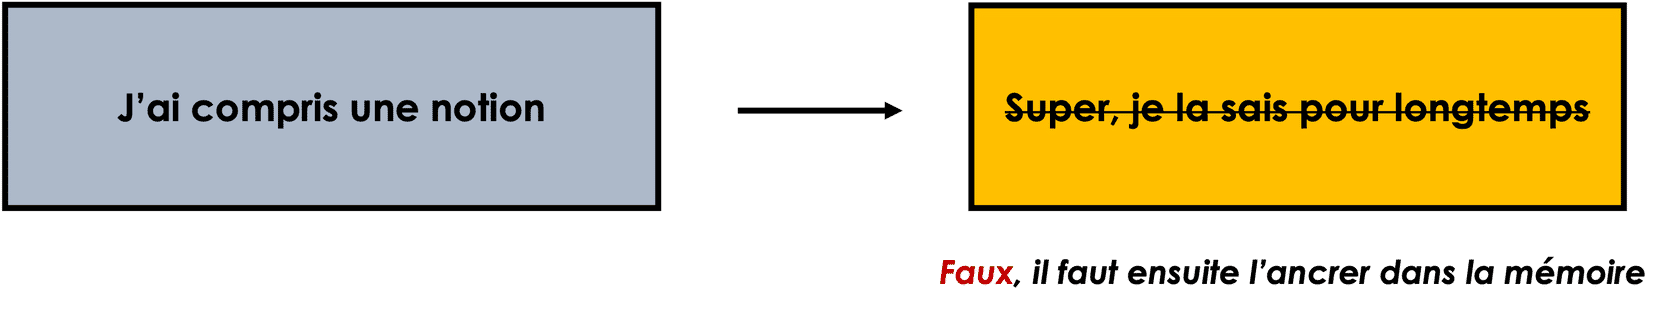 J’ai compris une notion
Super, je la sais pour longtemps
Faux, il faut ensuite l’ancrer dans la mémoire